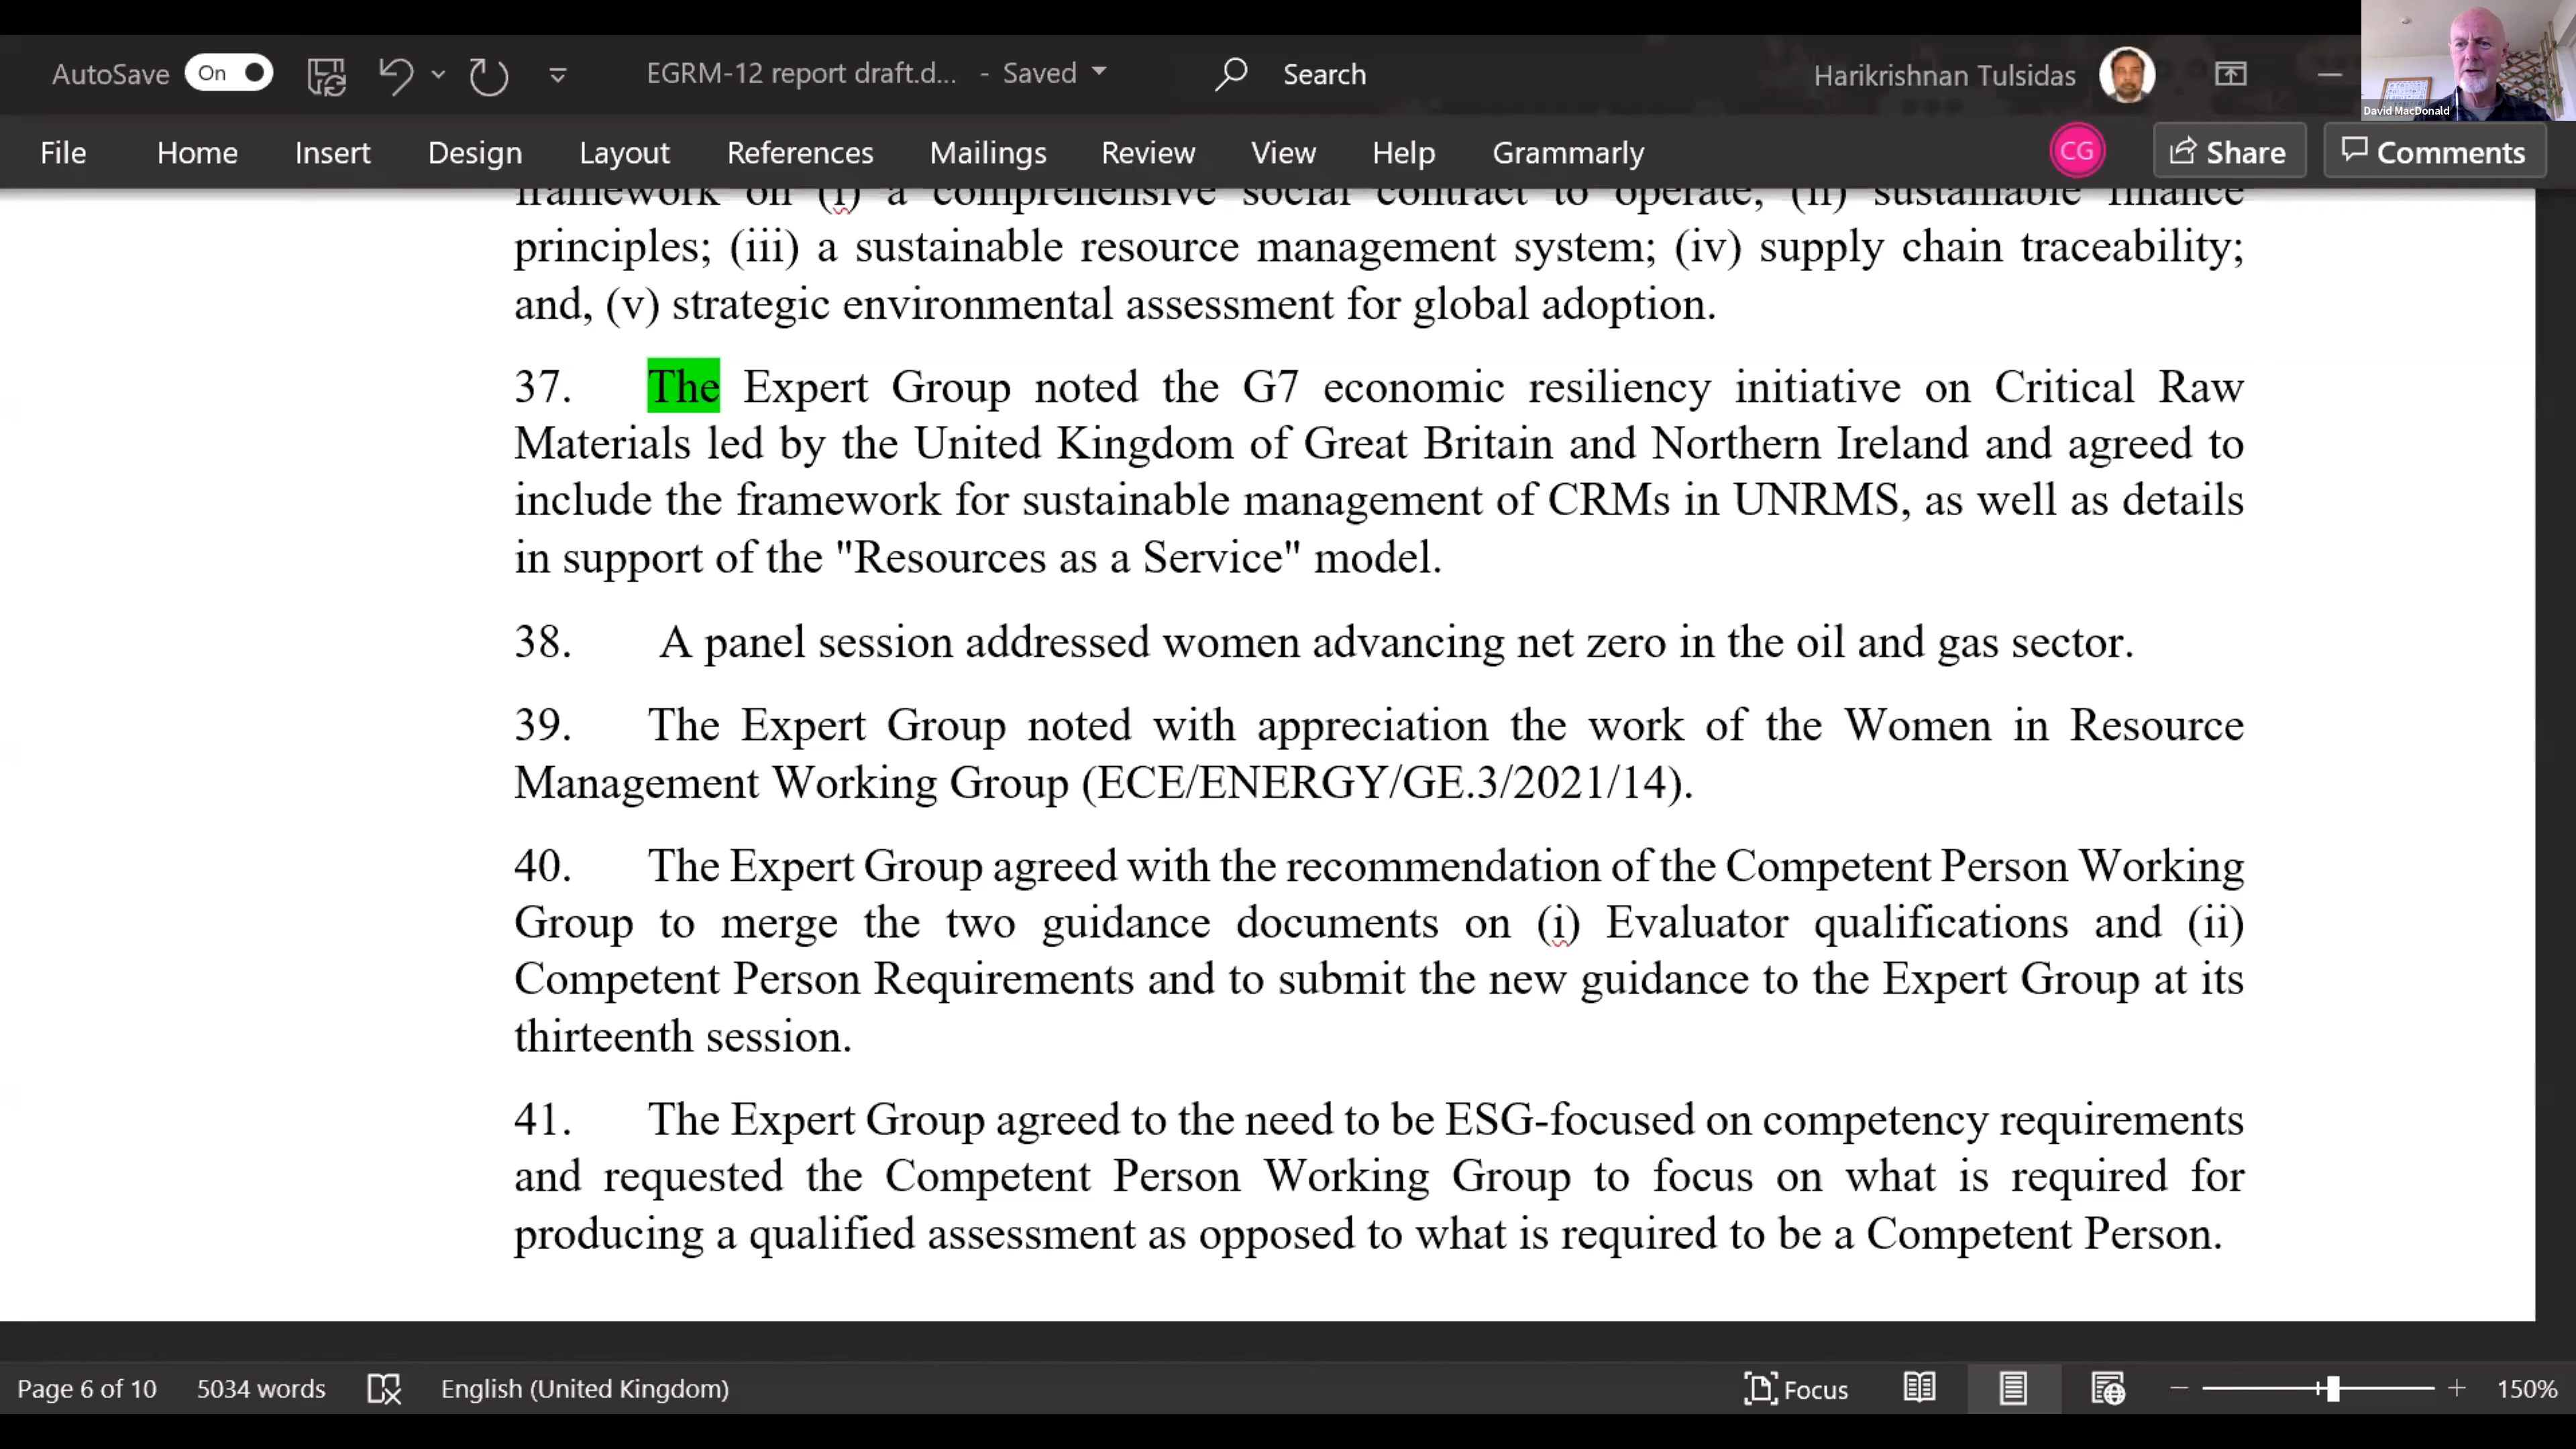 AutoSave On EGRM-12 report draft.d... - Saved Search Harikrishnan Tulsidas
David MacDonald
File Home Insert Design Layout References Mailings Review View Help Grammarly CG Share Comments
framework on (i) a comprehensive social contract to operate; (ii) sustainable finance
principles; (iii) a sustainable resource management system; (iv) supply chain traceability;
and, (v) strategic environmental assessment for global adoption.
37. The Expert Group noted the G7 economic resiliency initiative on Critical Raw
Materials led by the United Kingdom of Great Britain and Northern Ireland and agreed to
include the framework for sustainable management of CRMs in UNRMS, as well as details
in support of the "Resources as a Service" model.
38. A panel session addressed women advancing net zero in the oil and gas sector.
39. The Expert Group noted with appreciation the work of the Women in Resource
Management Working Group (ECE/ENERGY/GE.3/2021/14).
40. The Expert Group agreed with the recommendation of the Competent Person Working
Group to merge the two guidance documents on (i) Evaluator qualifications and (ii)
Competent Person Requirements and to submit the new guidance to the Expert Group at its
thirteenth session.
41. The Expert Group agreed to the need to be ESG-focused on competency requirements
and requested the Competent Person Working Group to focus on what is required for
producing a qualified assessment as opposed to what is required to be a Competent Person.
Page 6 of 10 5034 words English (United Kingdom) Focus 150%